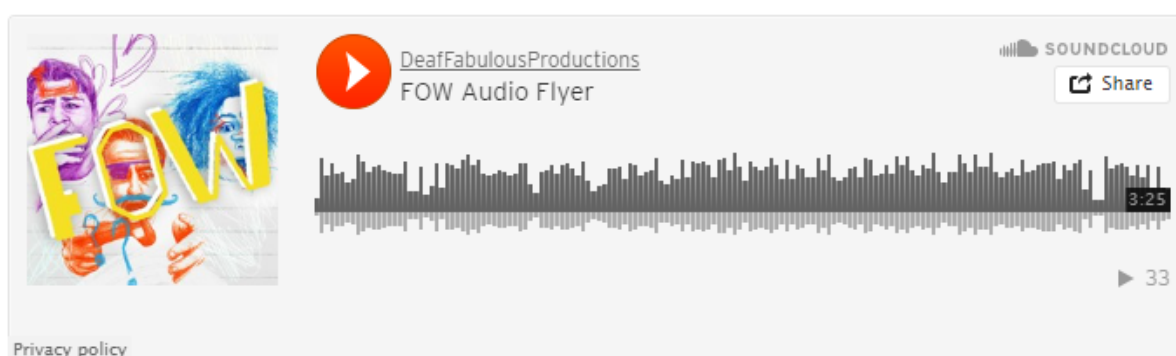 FOW
DeafFabulousProductions
FOW Audio Flyer
SOUNDCLOUD
Share
3:25
33
Privacy policy